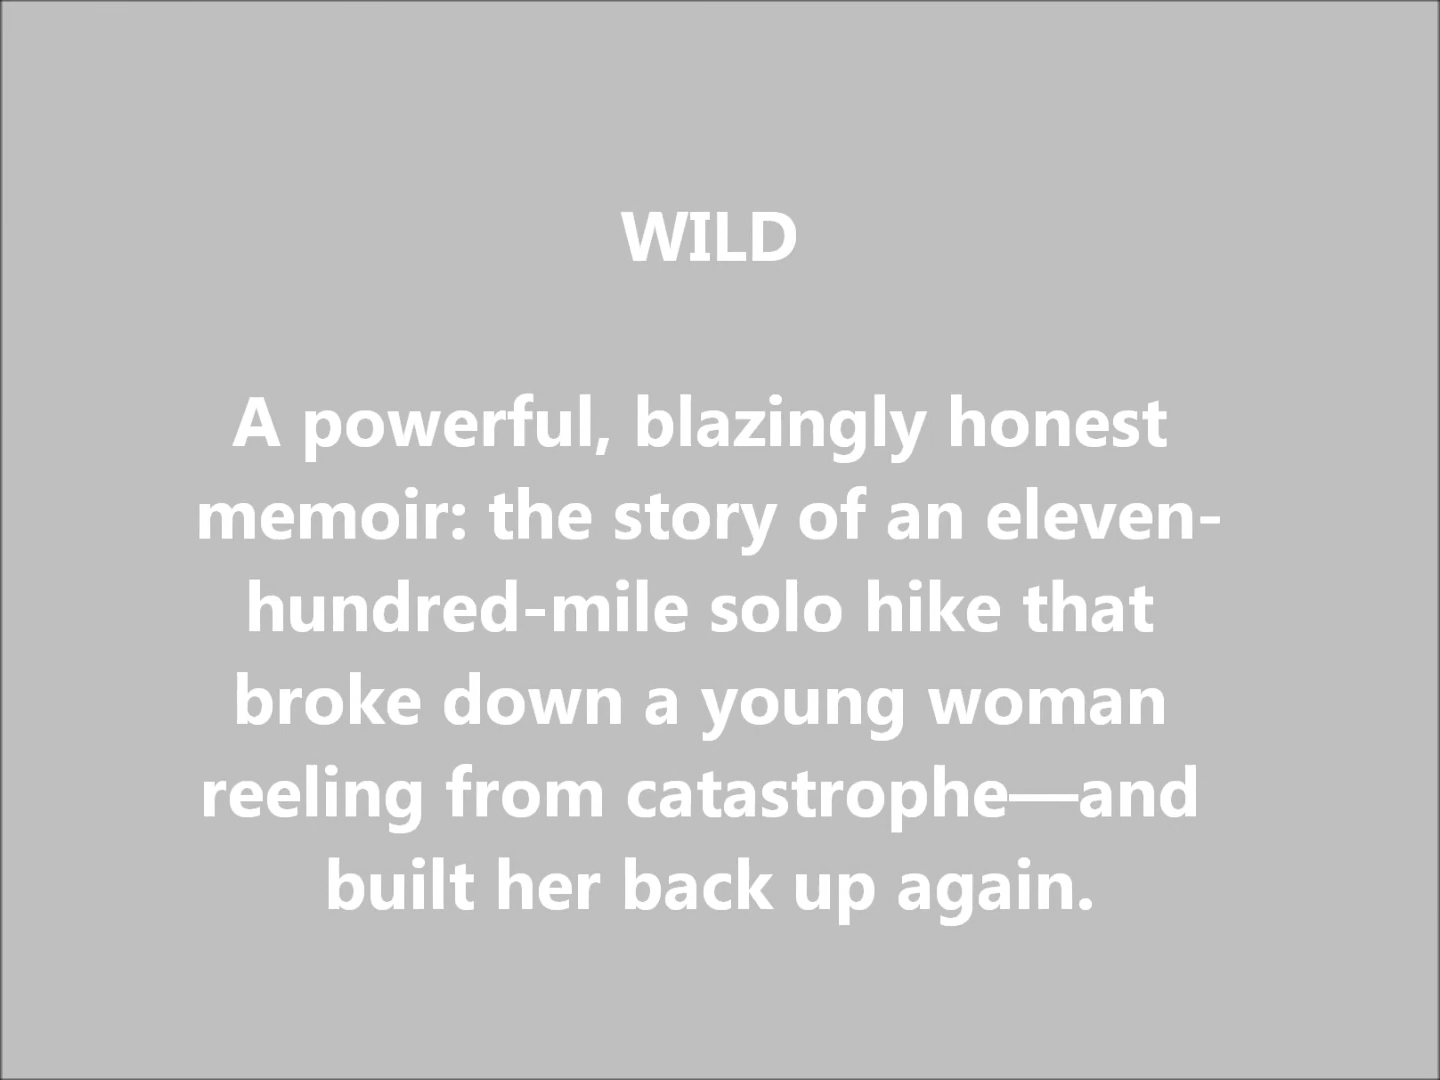 WILD
A powerful, blazingly honest
memoir: the story of an eleven-
hundred-mile solo hike that
broke down a young woman
reeling from catastrophe—and
built her back up again.